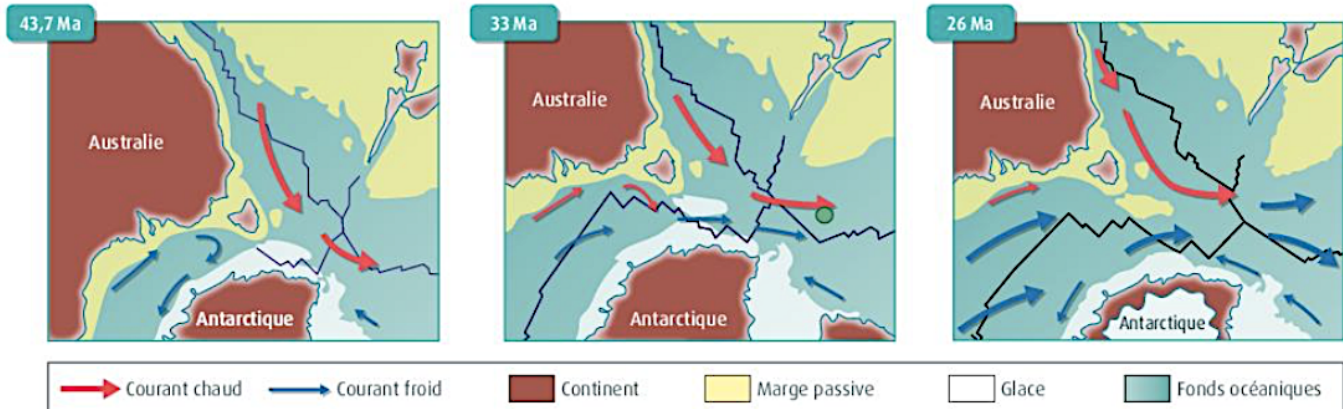 43,7 Ma
Australie
Antarctique
33 Ma
Australie
Antarctique
26 Ma
Australie
Antarctique
Courant chaud
Courant froid
Continent
Marge passive
Glace
Fonds océaniques